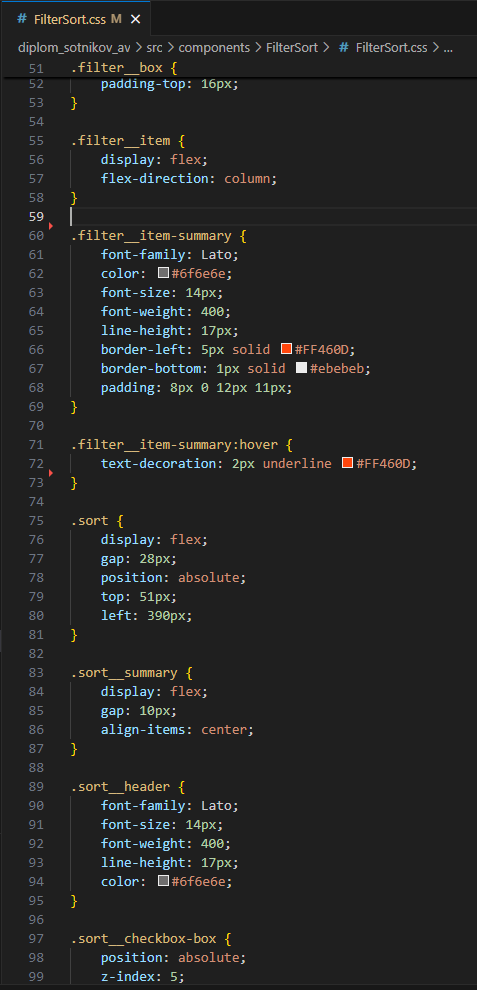 # FilterSort.css M ×
diplom_sotnikov_av > src > components > FilterSort > # FilterSort.css > ...
51 .filter__box {
52 padding-top: 16px;
53 }
54
55 .filter__item {
56 display: flex;
57 flex-direction: column;
58 }
59
60 .filter__item-summary {
61 font-family: Lato;
62 color: #6f6e6e;
63 font-size: 14px;
64 font-weight: 400;
65 line-height: 17px;
66 border-left: 5px solid #FF460D;
67 border-bottom: 1px solid #ebebeb;
68 padding: 8px 0 12px 11px;
69 }
70
71 .filter__item-summary:hover {
72 text-decoration: 2px underline #FF460D;
73 }
74
75 .sort {
76 display: flex;
77 gap: 28px;
78 position: absolute;
79 top: 51px;
80 left: 390px;
81 }
82
83 .sort__summary {
84 display: flex;
85 gap: 10px;
86 align-items: center;
87 }
88
89 .sort__header {
90 font-family: Lato;
91 font-size: 14px;
92 font-weight: 400;
93 line-height: 17px;
94 color: #6f6e6e;
95 }
96
97 .sort__checkbox-box {
98 position: absolute;
99 z-index: 5;